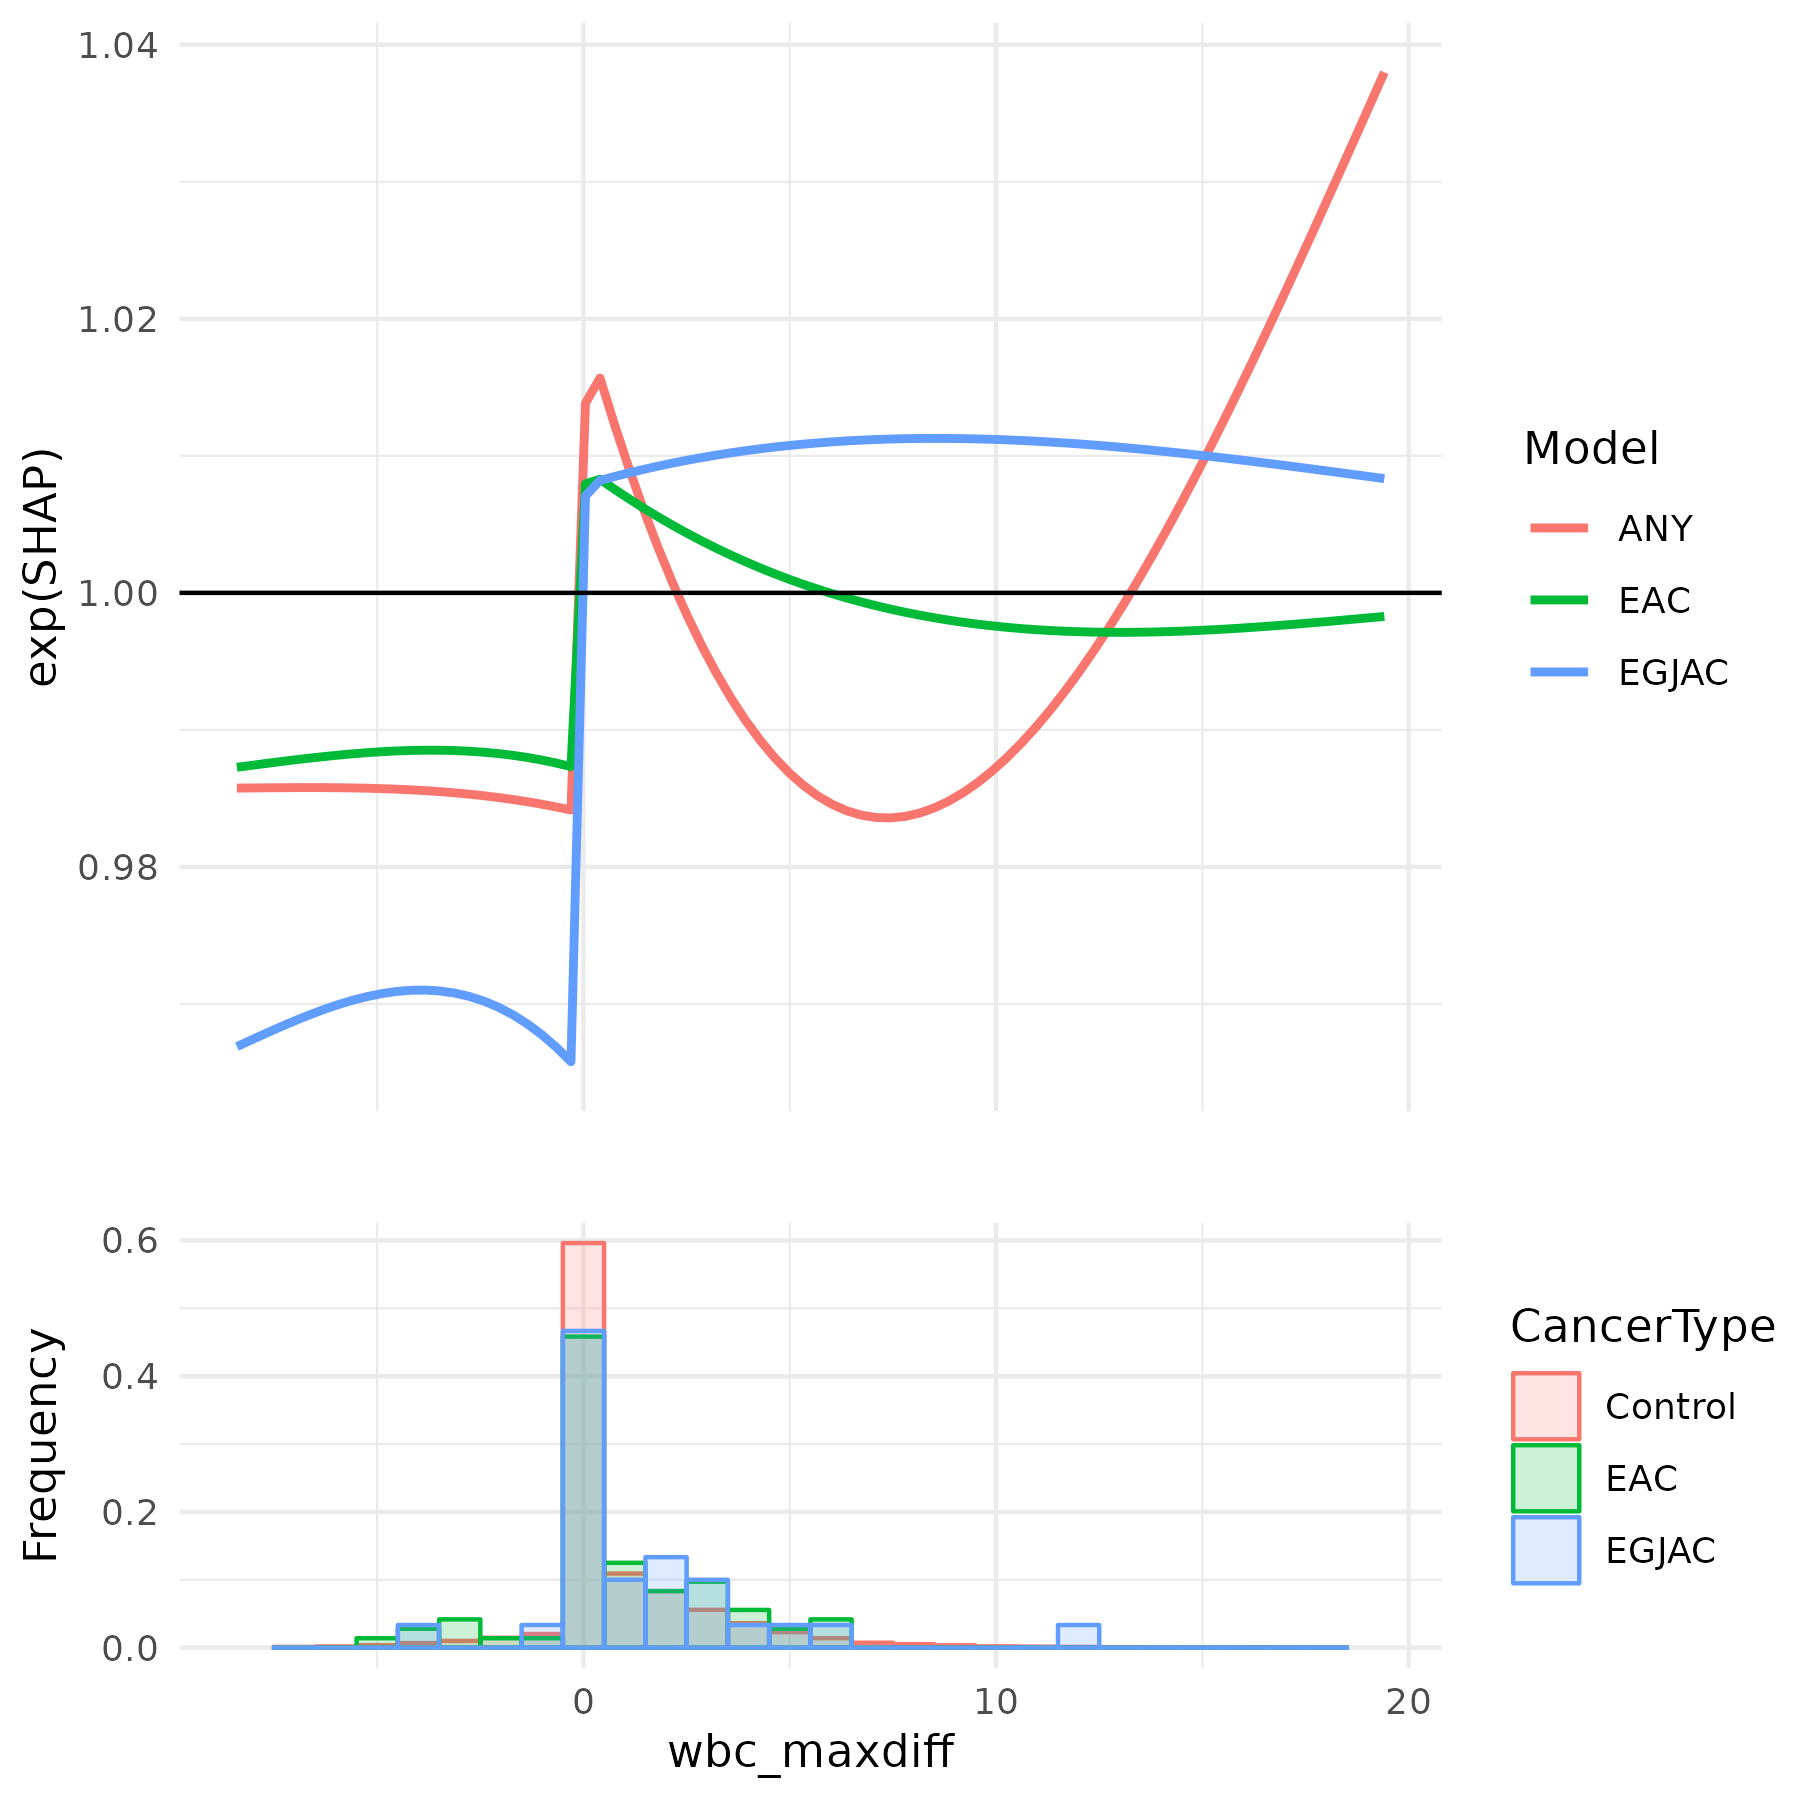 1.04
1.02
1.00
0.98
exp(SHAP)
Model
ANY
EAC
EGJAC
0.6
0.4
0.2
0.0
Frequency
0
10
20
wbc_maxdiff
CancerType
Control
EAC
EGJAC